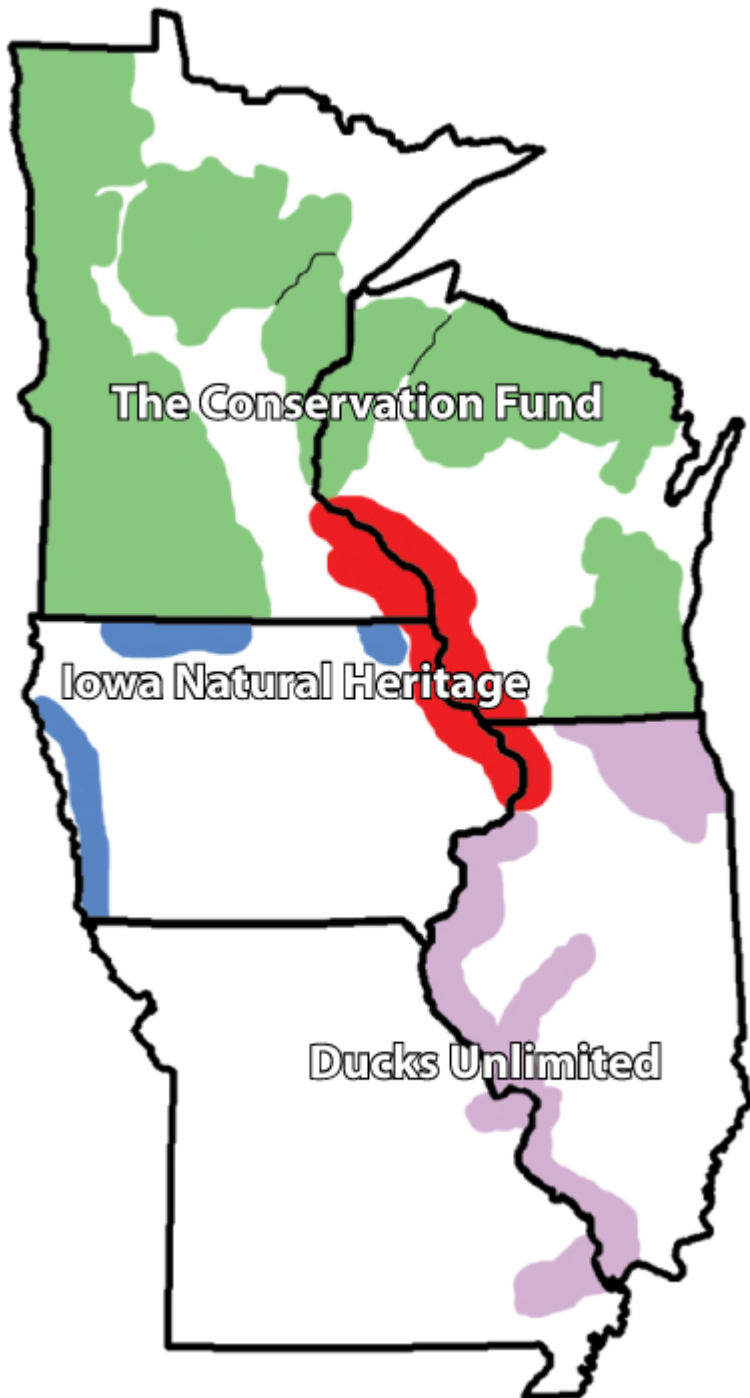 The Conservation Fund
Iowa Natural Heritage
Ducks Unlimited